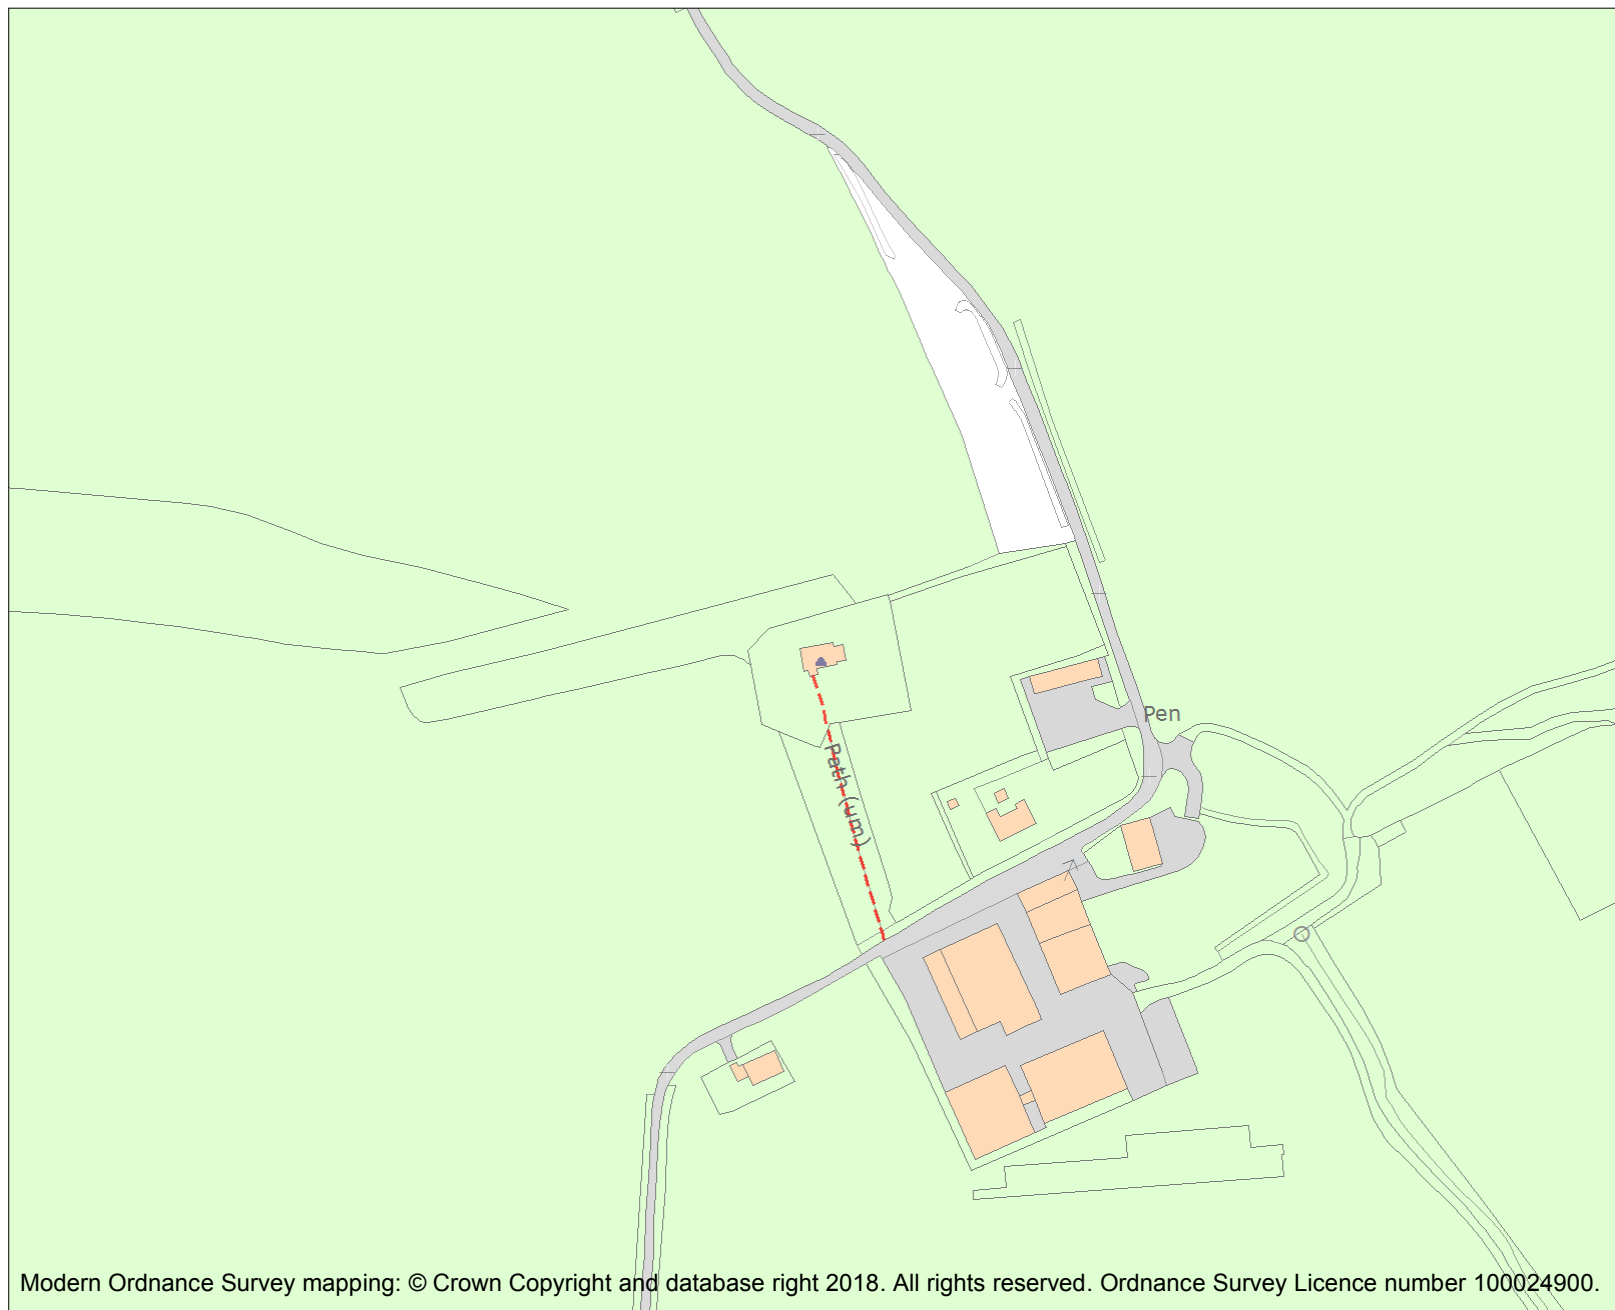 Pen
Path (um)
Modern Ordnance Survey mapping: © Crown Copyright and database right 2018. All rights reserved. Ordnance Survey Licence number 100024900.